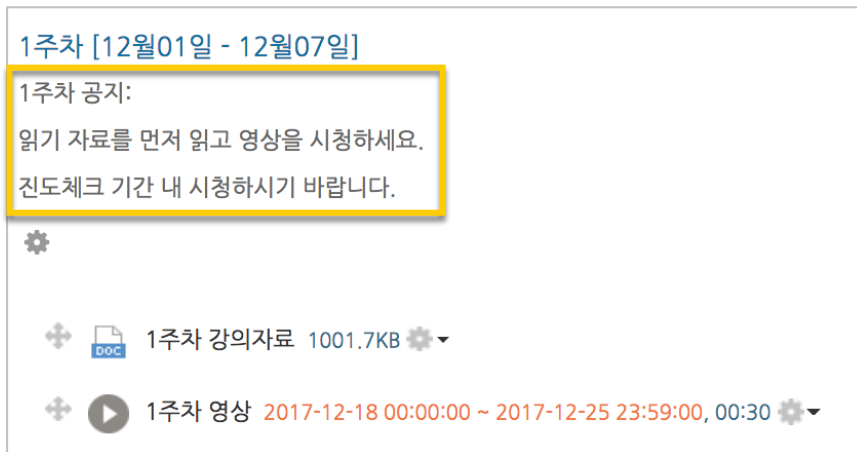 1주차 [12월01일 - 12월07일]
1주차 공지:
읽기 자료를 먼저 읽고 영상을 시청하세요.
진도체크 기간 내 시청하시기 바랍니다.
DOC 1주차 강의자료 1001.7KB
1주차 영상 2017-12-18 00:00:00 ~ 2017-12-25 23:59:00, 00:30